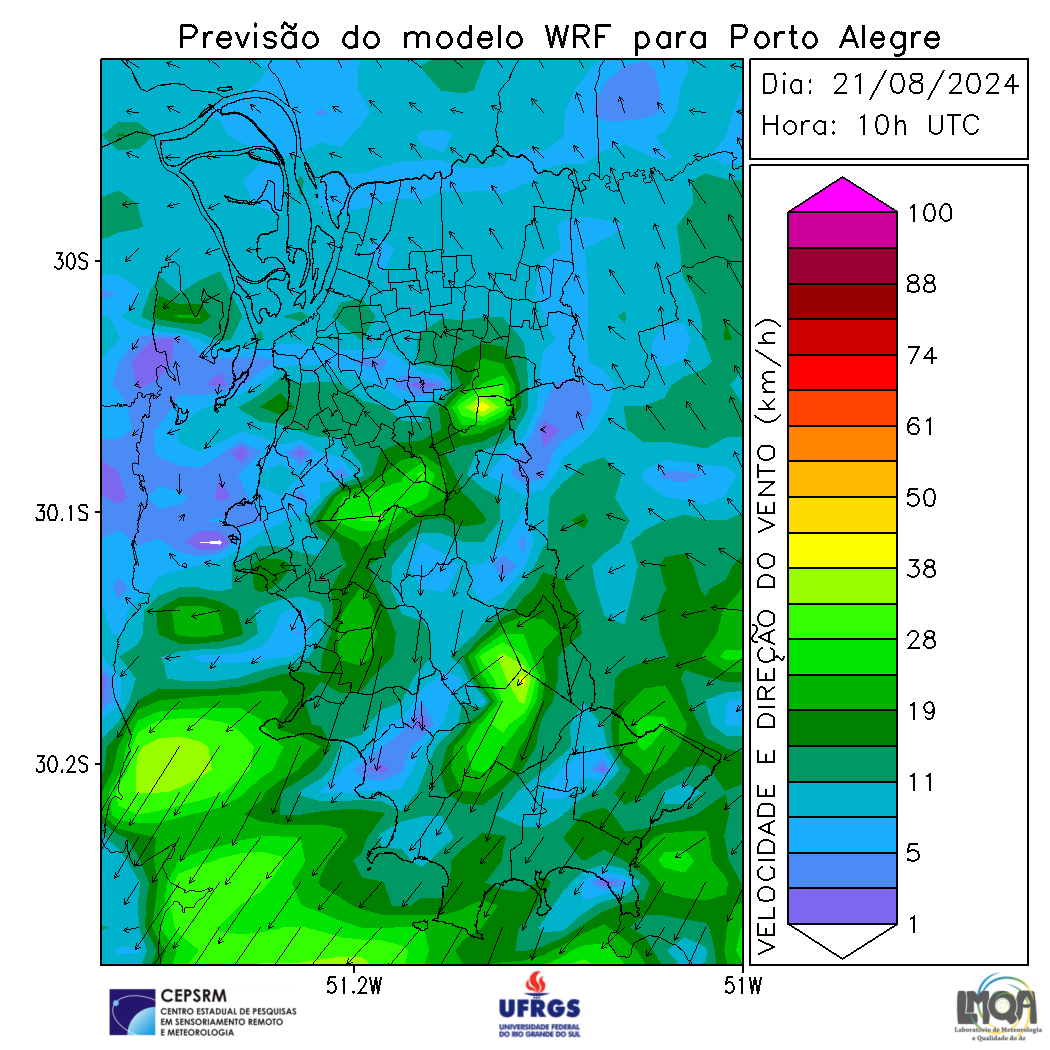 Previsão do modelo WRF para Porto Alegre
Dia: 21/08/2024
Hora: 10h UTC
30S
30.1S
30.2S
51.2W
51W
VELOCIDADE E DIREÇÃO DO VENTO (km/h)
100
88
74
61
50
38
28
19
11
5
1
CEPSRM
CENTRO ESTADUAL DE PESQUISAS
EM SENSORIAMENTO REMOTO
E METEOROLOGIA
UFRGS
UNIVERSIDADE FEDERAL
DO RIO GRANDE DO SUL
LMQA
Laboratório de Meteorologia
e Qualidade do Ar